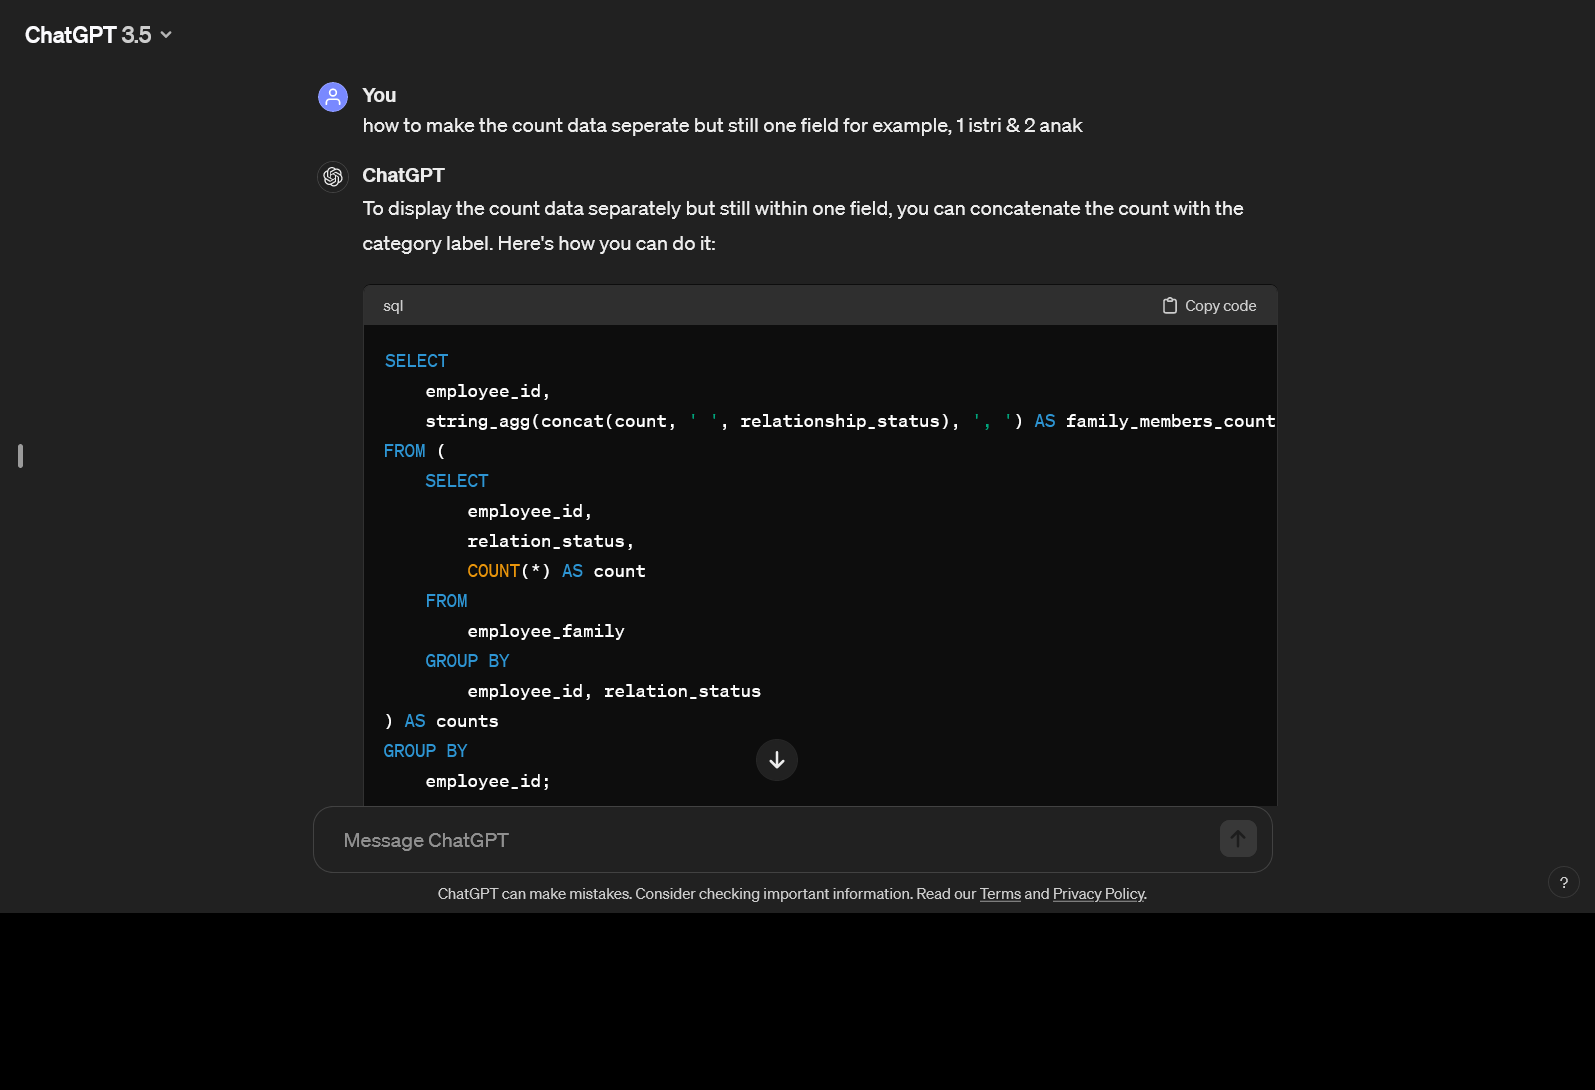 ChatGPT 3.5
You
how to make the count data seperate but still one field for example, 1 istri & 2 anak
ChatGPT
To display the count data separately but still within one field, you can concatenate the count with the
category label. Here's how you can do it:
sql
Copy code
SELECT
    employee_id,
    string_agg(concat(count, ' ', relationship_status), ', ') AS family_members_count
FROM (
    SELECT
        employee_id,
        relation_status,
        COUNT(*) AS count
    FROM
        employee_family
    GROUP BY
        employee_id, relation_status
) AS counts
GROUP BY
    employee_id;
Message ChatGPT
ChatGPT can make mistakes. Consider checking important information. Read our Terms and Privacy Policy.
?